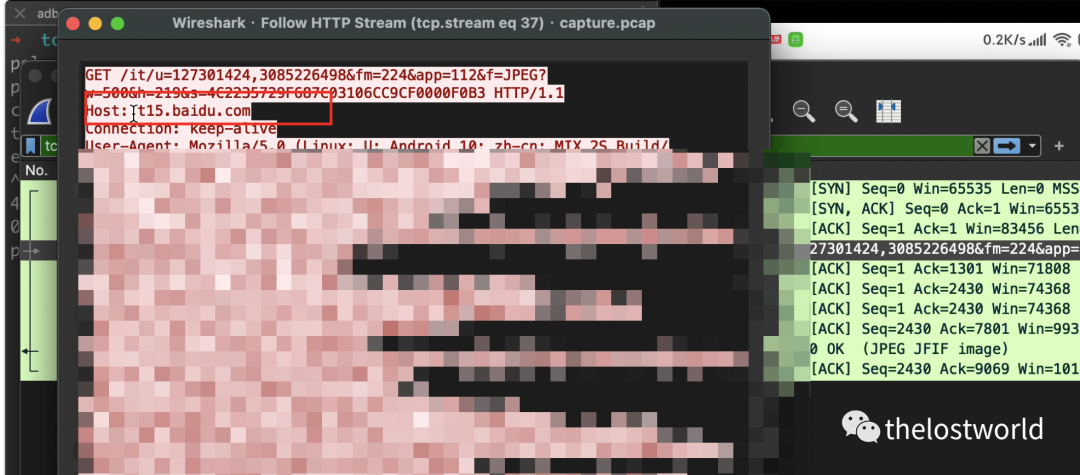 adb
Wireshark · Follow HTTP Stream (tcp.stream eq 37) · capture.pcap
0.2K/s
GET /it/u=127301424,3085226498&fm=224&app=112&f=JPEG?
w=500&h=219&s=4C2235729F687C03106CC9CF0000F0B3 HTTP/1.1
Host: t15.baidu.com
Connection: keep-alive
User-Agent: Mozilla/5.0 (Linux; U; Android 10; zh-cn; MIX 2S Build/
tc
No.
[SYN] Seq=0 Win=65535 Len=0 MSS
[SYN, ACK] Seq=0 Ack=1 Win=6553
[ACK] Seq=1 Ack=1 Win=83456 Len
27301424,3085226498&fm=224&app=
[ACK] Seq=1 Ack=1301 Win=71808
[ACK] Seq=1 Ack=2430 Win=74368
[ACK] Seq=1 Ack=2430 Win=74368
[ACK] Seq=2430 Ack=7801 Win=993
0 OK (JPEG JFIF image)
[ACK] Seq=2430 Ack=9069 Win=101
thelostworld